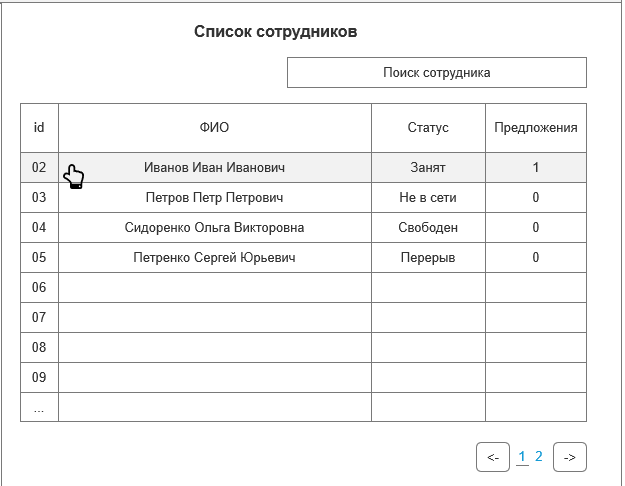 Список сотрудников
Поиск сотрудника
id ФИО Статус Предложения
02 Иванов Иван Иванович Занят 1
03 Петров Петр Петрович Не в сети 0
04 Сидоренко Ольга Викторовна Свободен 0
05 Петренко Сергей Юрьевич Перерыв 0
06
07
08
09
...
<- 1 2 ->